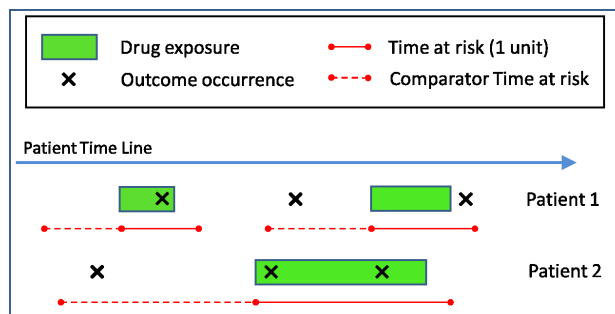 Drug exposure
Time at risk (1 unit)
Outcome occurrence
Comparator Time at risk
Patient Time Line
Patient 1
Patient 2